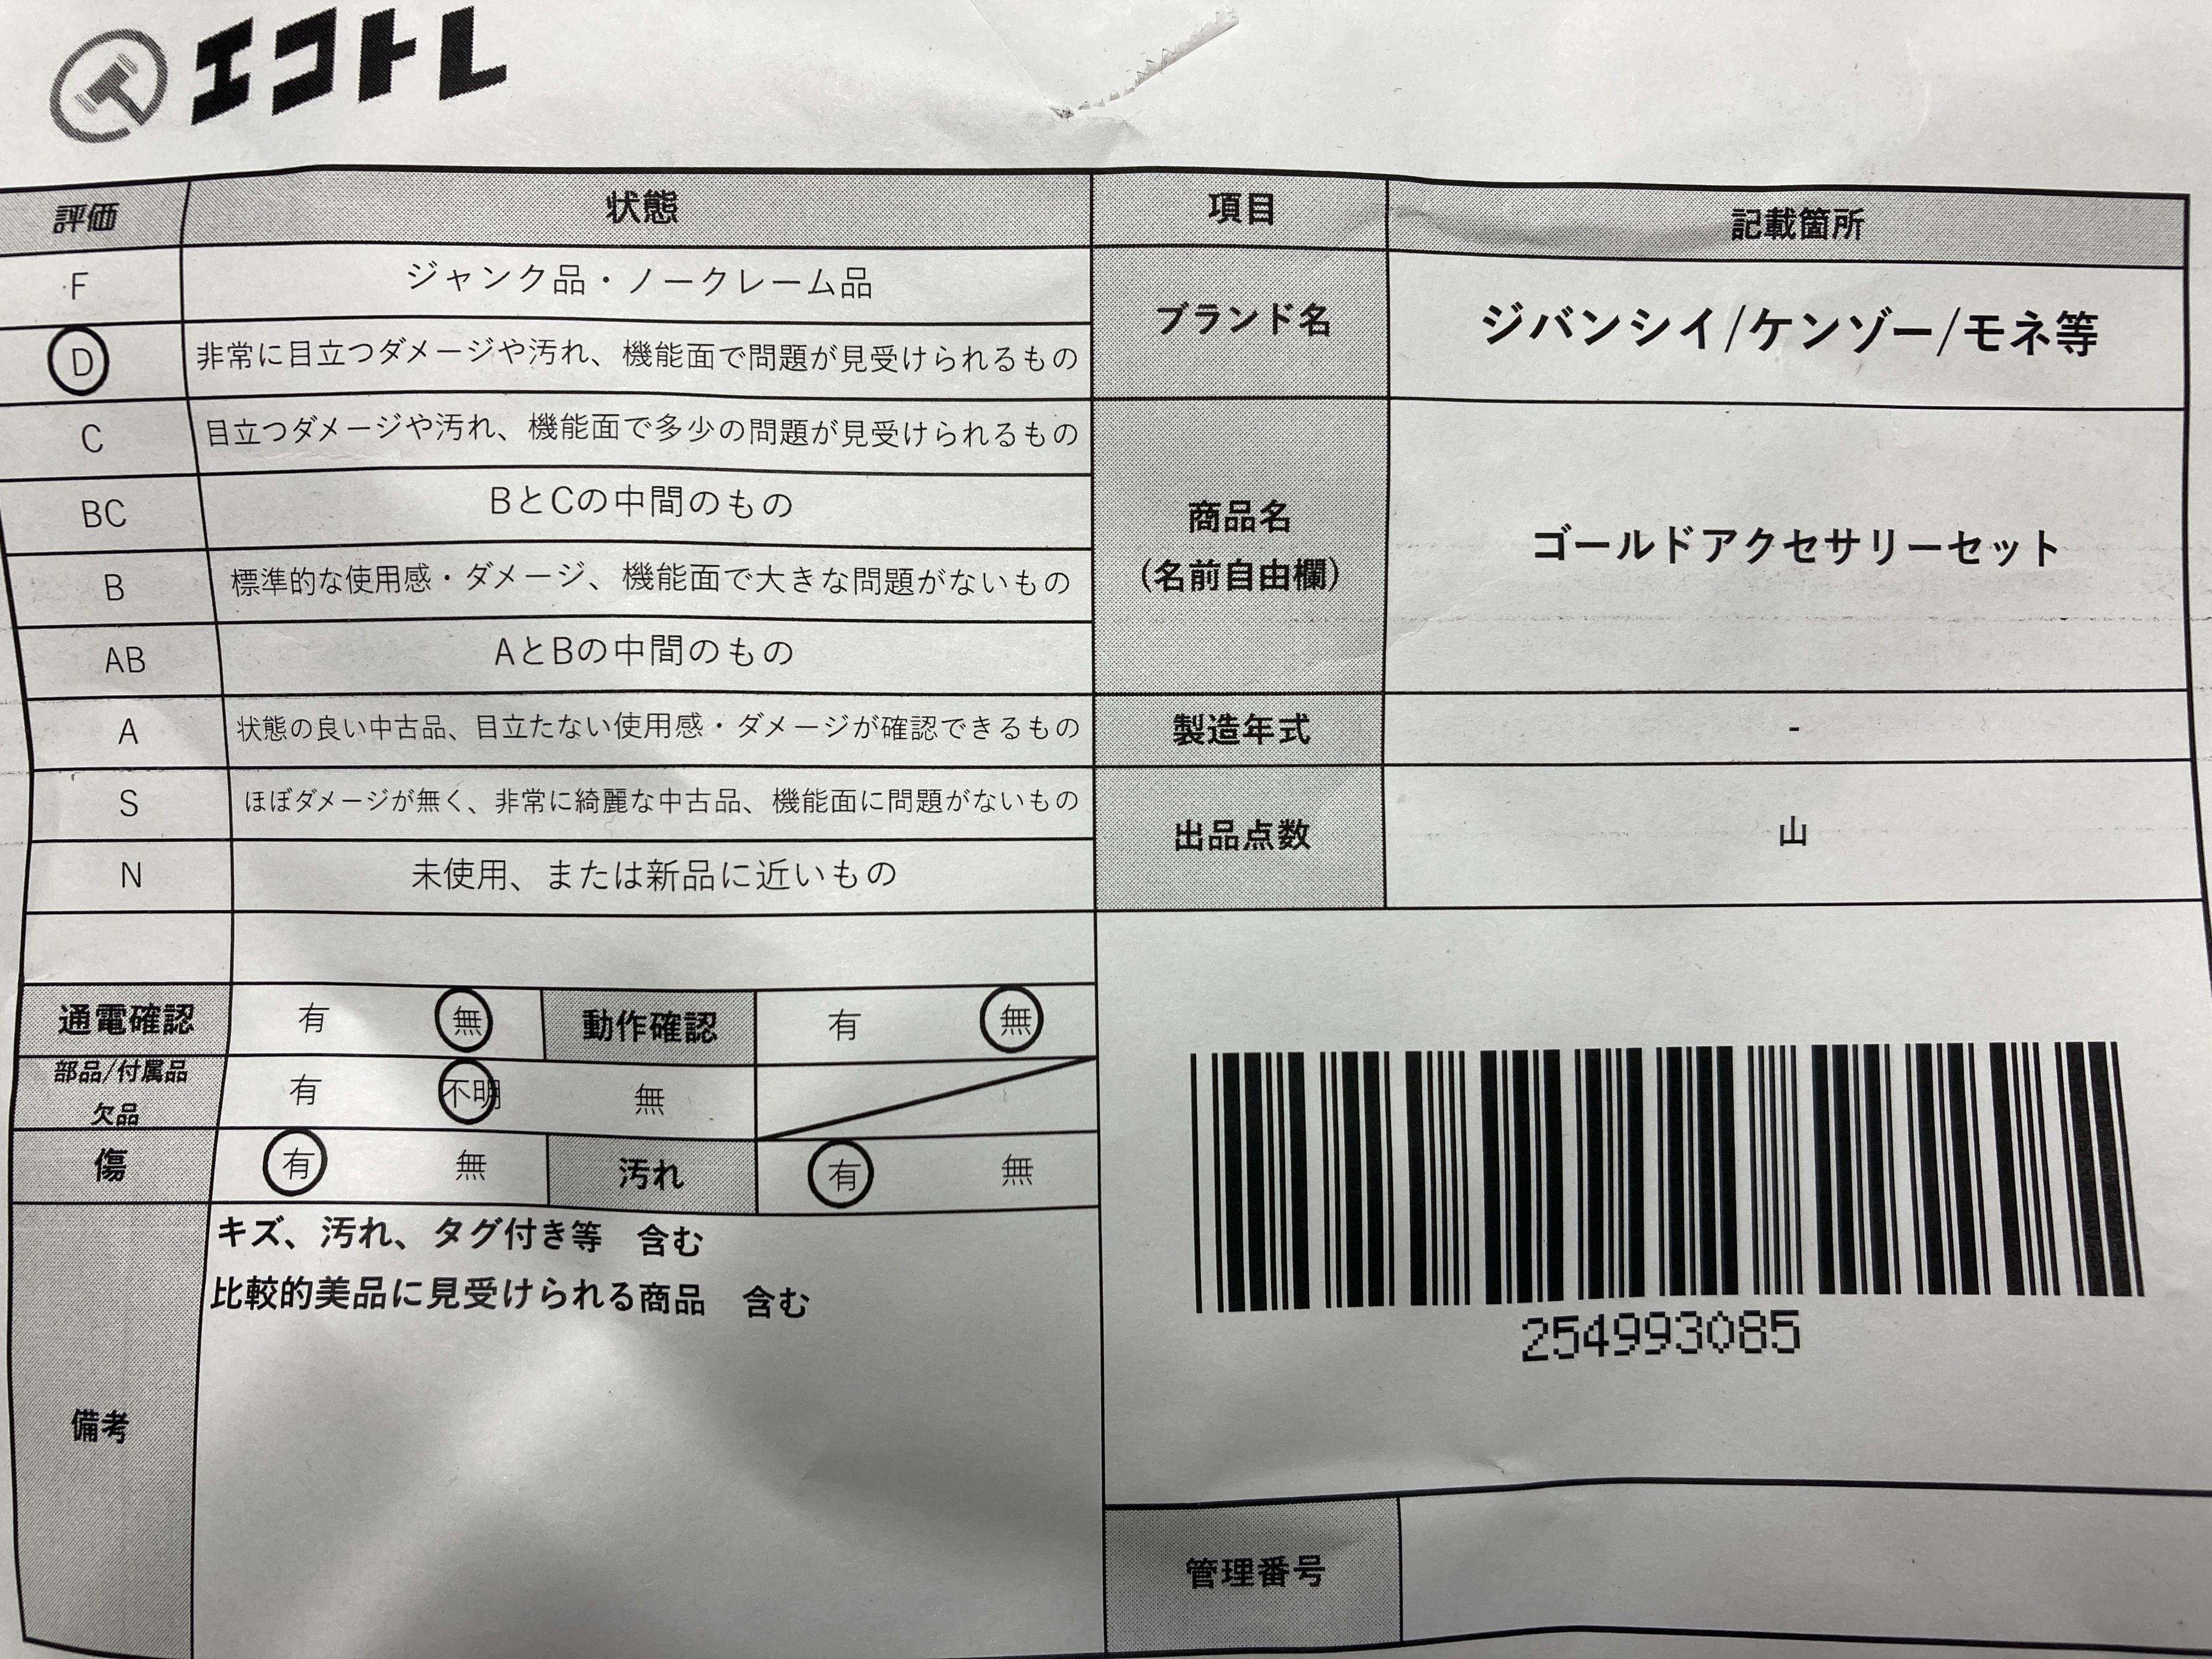 エコトレ
評価 状態 項目 記載箇所
F ジャンク品・ノークレーム品
D 非常に目立つダメージや汚れ、機能面で問題が見受けられるもの
ブランド名 ジバンシイ/ケンゾー/モネ等
C 目立つダメージや汚れ、機能面で多少の問題が見受けられるもの
BC BとCの中間のもの
商品名
(名前自由欄)
ゴールドアクセサリーセット
B 標準的な使用感・ダメージ、機能面で大きな問題がないもの
AB AとBの中間のもの
A 状態の良い中古品、目立たない使用感・ダメージが確認できるもの
製造年式 -
S ほぼダメージが無く、非常に綺麗な中古品、機能面に問題がないもの
出品点数 山
N 未使用、または新品に近いもの
通電確認 有 無 動作確認 有 無
部品/付属品
欠品
有 不明 無
傷 有 無 汚れ 有 無
備考
キズ、汚れ、タグ付き等 含む
比較的美品に見受けられる商品 含む
254993085
管理番号